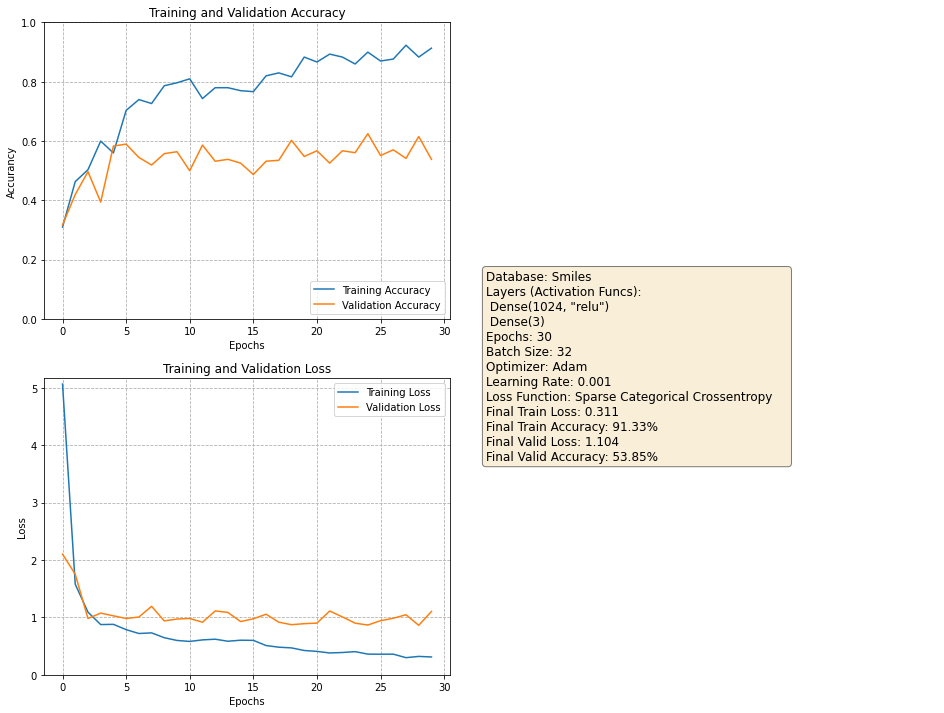 Training and Validation Accuracy
1.0
0.8
0.6
0.4
0.2
0.0
Accurancy
Training Accuracy
Validation Accuracy
0 5 10 15 20 25 30
Epochs
Training and Validation Loss
5
4
3
2
1
0
Loss
Training Loss
Validation Loss
0 5 10 15 20 25 30
Epochs
Database: Smiles
Layers (Activation Funcs):
Dense(1024, "relu")
Dense(3)
Epochs: 30
Batch Size: 32
Optimizer: Adam
Learning Rate: 0.001
Loss Function: Sparse Categorical Crossentropy
Final Train Loss: 0.311
Final Train Accuracy: 91.33%
Final Valid Loss: 1.104
Final Valid Accuracy: 53.85%